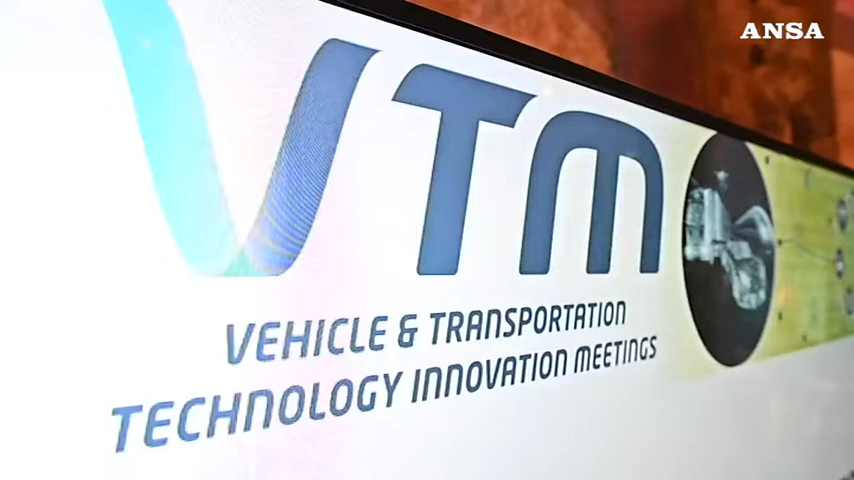 ANSA
VTM
VEHICLE & TRANSPORTATION
TECHNOLOGY INNOVATION MEETINGS